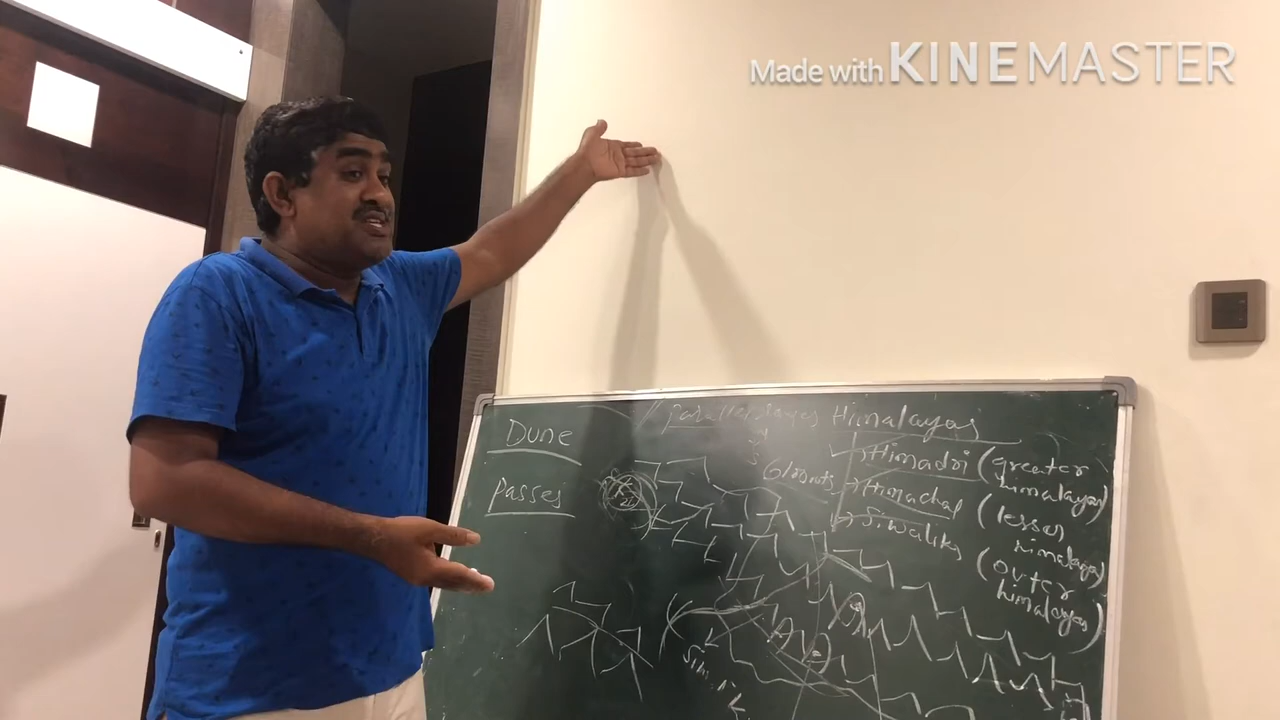 Made with KINEMASTER
Dune
Passes
Himalayas
Himadri (greater
himalayas)
Himachal (lesser
himalayas)
Siwaliks (outer
himalayas)